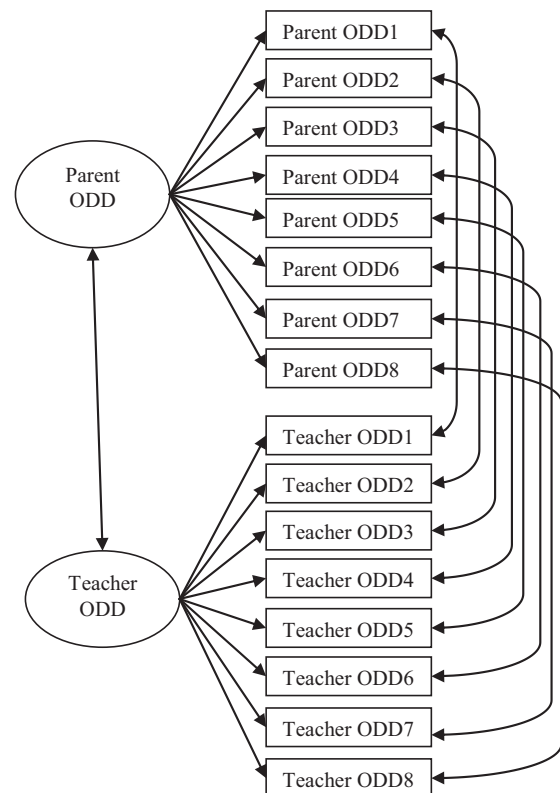 Parent ODD1
Parent ODD2
Parent ODD3
Parent
ODD
Parent ODD4
Parent ODD5
Parent ODD6
Parent ODD7
Parent ODD8
Teacher ODD1
Teacher ODD2
Teacher ODD3
Teacher
ODD
Teacher ODD4
Teacher ODD5
Teacher ODD6
Teacher ODD7
Teacher ODD8